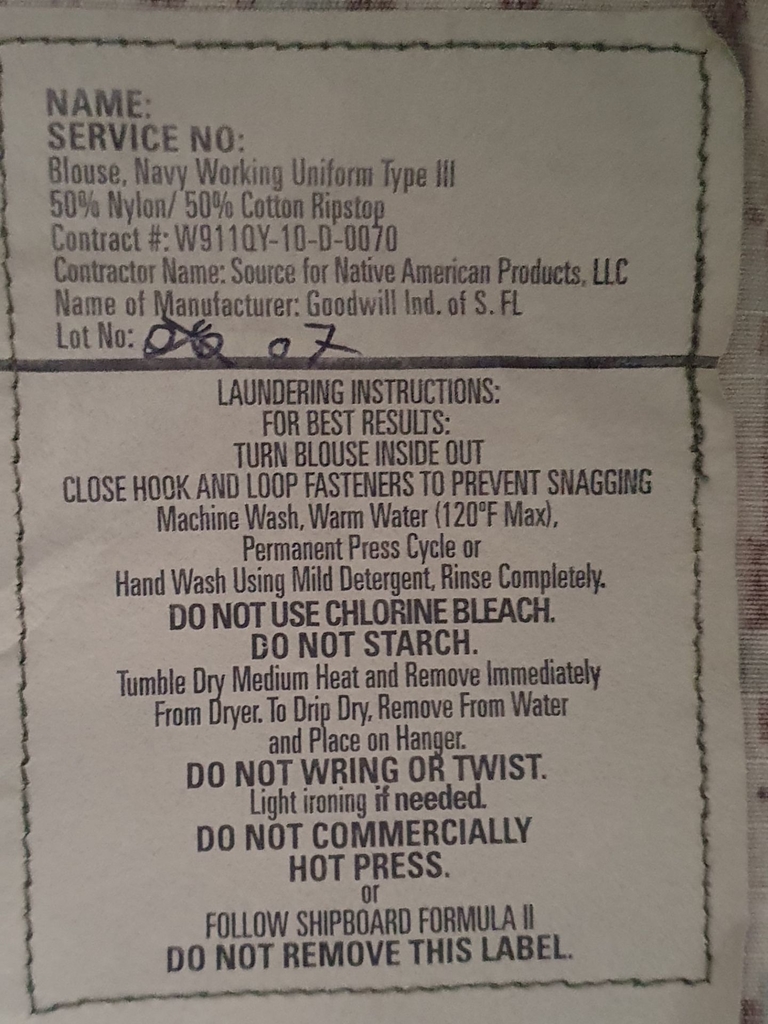 NAME:
SERVICE NO:
Blouse, Navy Working Uniform Type III
50% Nylon/ 50% Cotton Ripstop
Contract #: W911QY-10-D-0070
Contractor Name: Source for Native American Products, LLC
Name of Manufacturer: Goodwill Ind. of S. FL
Lot No: 07
LAUNDERING INSTRUCTIONS:
FOR BEST RESULTS:
TURN BLOUSE INSIDE OUT
CLOSE HOOK AND LOOP FASTENERS TO PREVENT SNAGGING
Machine Wash, Warm Water (120°F Max),
Permanent Press Cycle or
Hand Wash Using Mild Detergent, Rinse Completely.
DO NOT USE CHLORINE BLEACH.
DO NOT STARCH.
Tumble Dry Medium Heat and Remove Immediately
From Dryer. To Drip Dry, Remove From Water
and Place on Hanger.
DO NOT WRING OR TWIST.
Light ironing if needed.
DO NOT COMMERCIALLY
HOT PRESS.
or
FOLLOW SHIPBOARD FORMULA II
DO NOT REMOVE THIS LABEL.